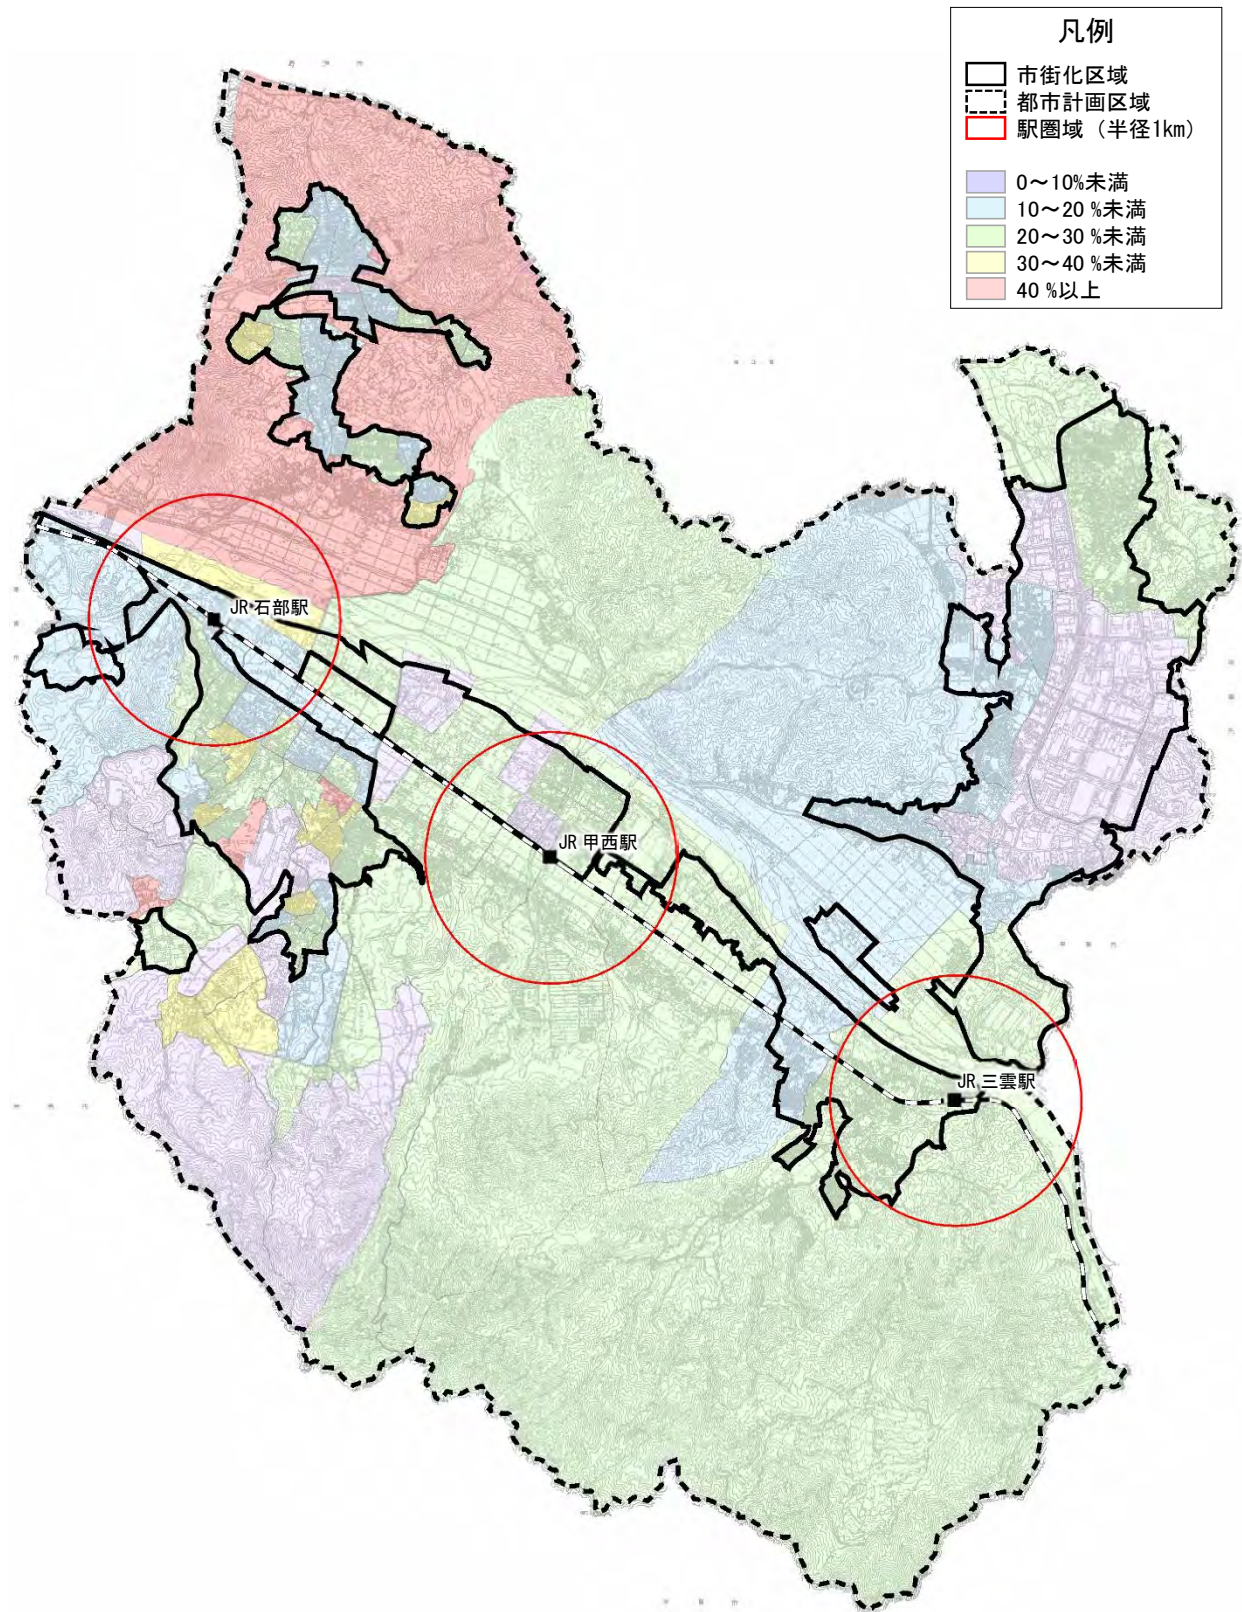 凡例
市街化区域
都市計画区域
駅圏域（半径1km）
0～10%未満
10～20 %未満
20～30 %未満
30～40 %未満
40 %以上
JR 石部駅
JR 甲西駅
JR 三雲駅